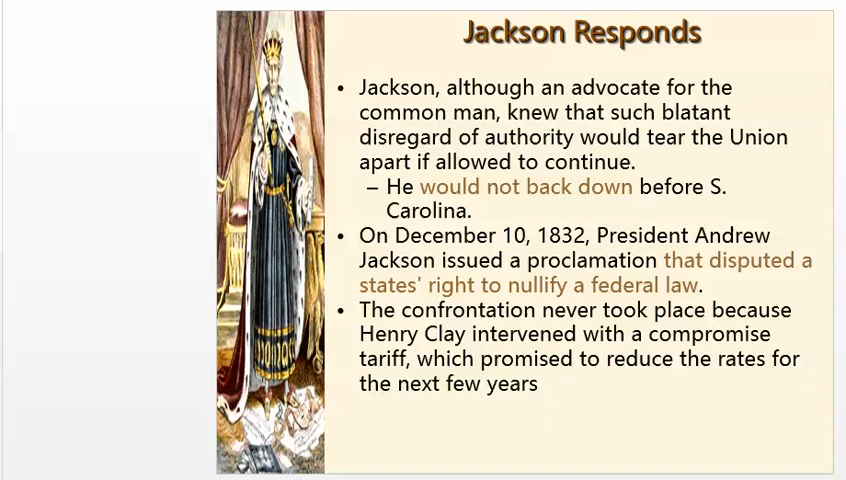 Jackson Responds
• Jackson, although an advocate for the
common man, knew that such blatant
disregard of authority would tear the Union
apart if allowed to continue.
– He would not back down before S.
Carolina.
• On December 10, 1832, President Andrew
Jackson issued a proclamation that disputed a
states' right to nullify a federal law.
• The confrontation never took place because
Henry Clay intervened with a compromise
tariff, which promised to reduce the rates for
the next few years